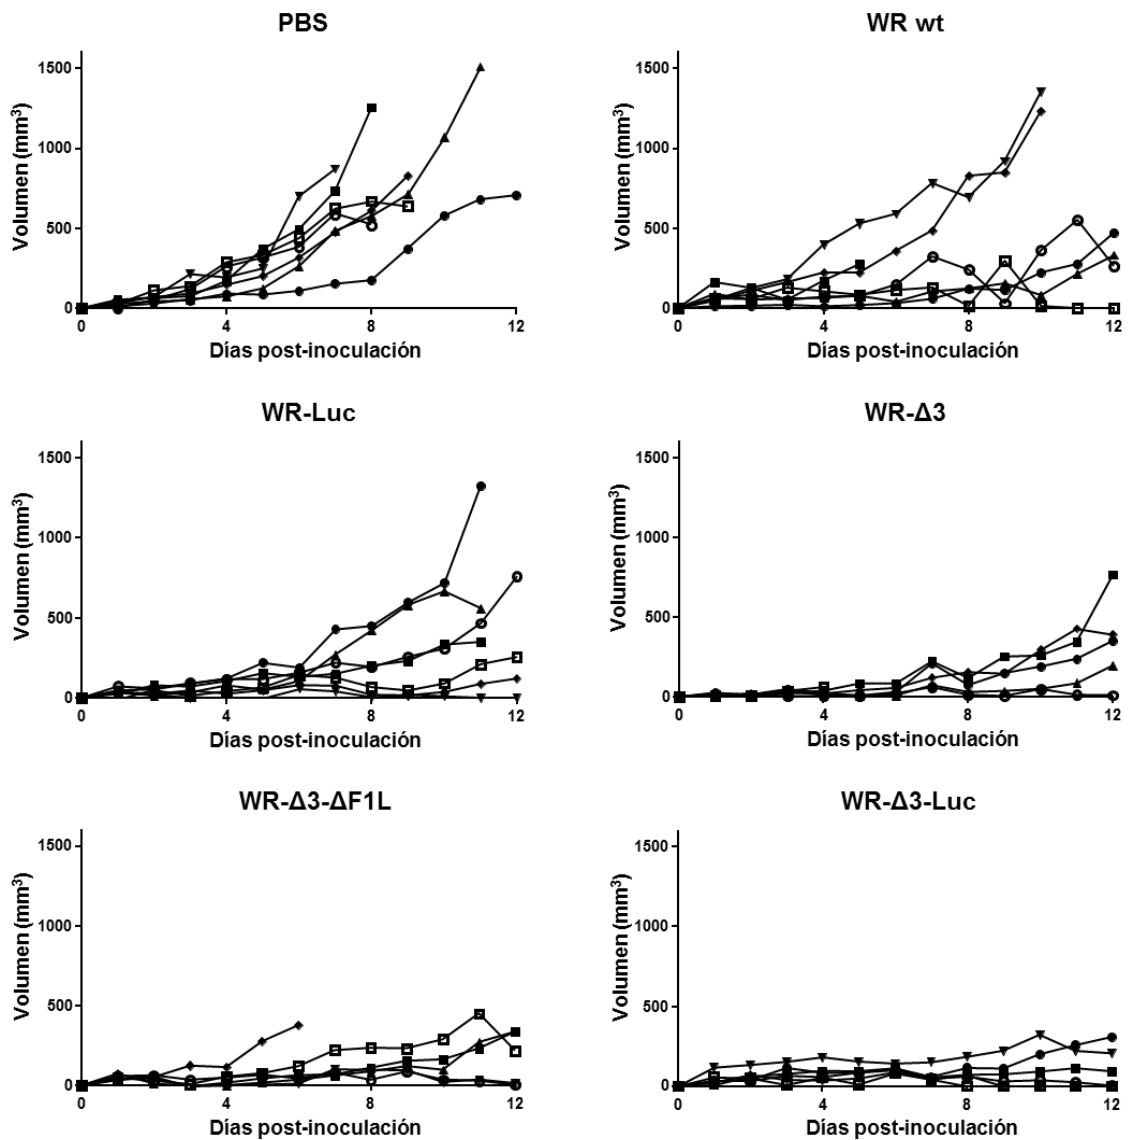 PBS
Volumen (mm³)
1500
1000
500
0
0 4 8 12
Días post-inoculación
WR wt
Volumen (mm³)
1500
1000
500
0
0 4 8 12
Días post-inoculación
WR-Luc
Volumen (mm³)
1500
1000
500
0
0 4 8 12
Días post-inoculación
WR-Δ3
Volumen (mm³)
1500
1000
500
0
0 4 8 12
Días post-inoculación
WR-Δ3-ΔF1L
Volumen (mm³)
1500
1000
500
0
0 4 8 12
Días post-inoculación
WR-Δ3-Luc
Volumen (mm³)
1500
1000
500
0
0 4 8 12
Días post-inoculación